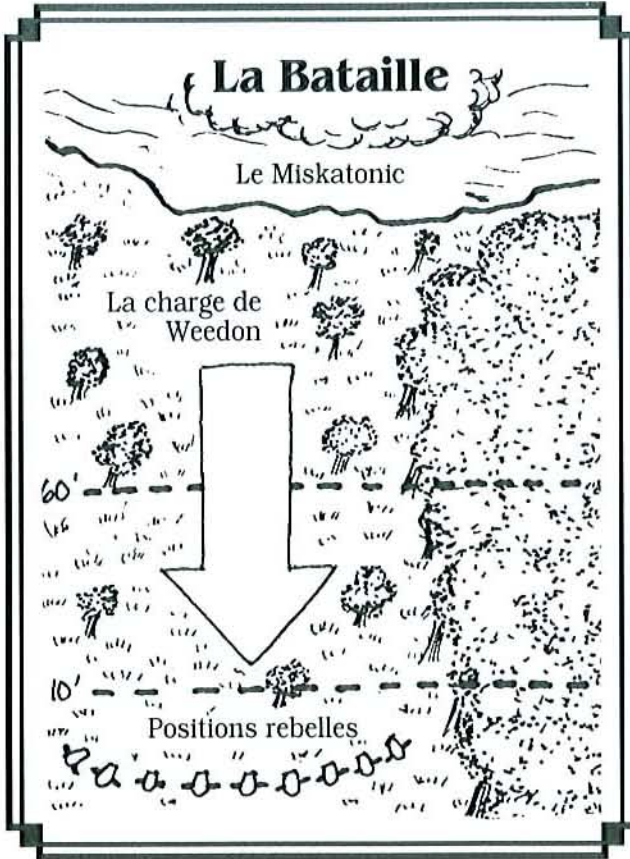 La Bataille
Le Miskatonic
La charge de
Weedon
60'
10'
Positions rebelles